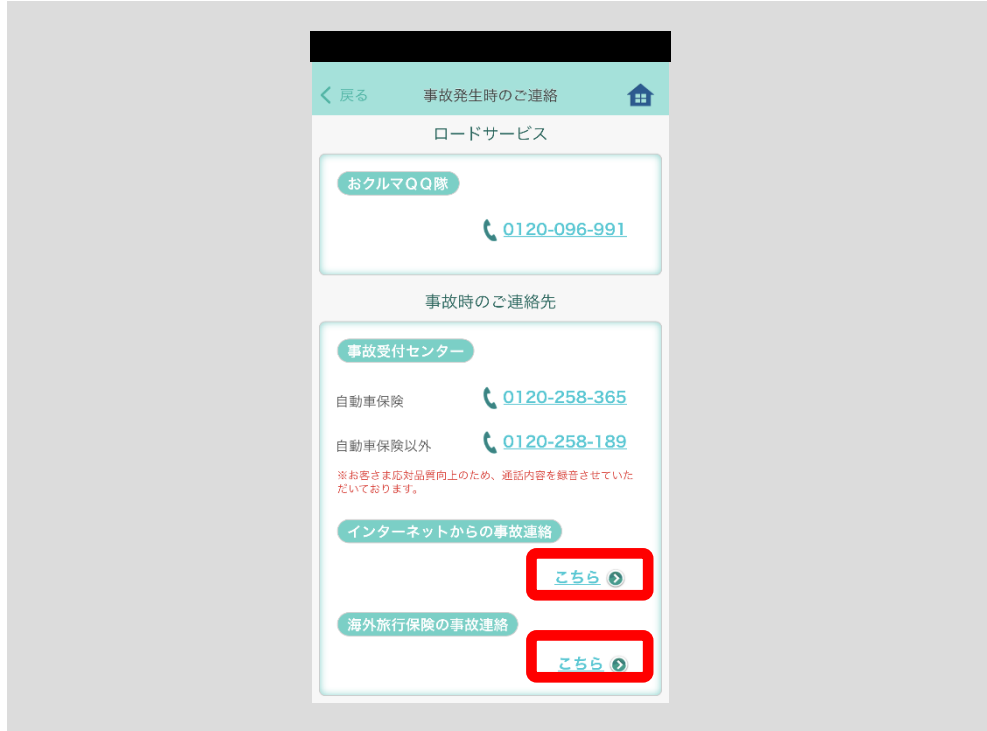 戻る
事故発生時のご連絡
ロードサービス
おクルマQQ隊
0120-096-991
事故時のご連絡先
事故受付センター
自動車保険
0120-258-365
自動車保険以外
0120-258-189
※お客さま応対品質向上のため、通話内容を録音させていた
だいております。
インターネットからの事故連絡
こちら
海外旅行保険の事故連絡
こちら